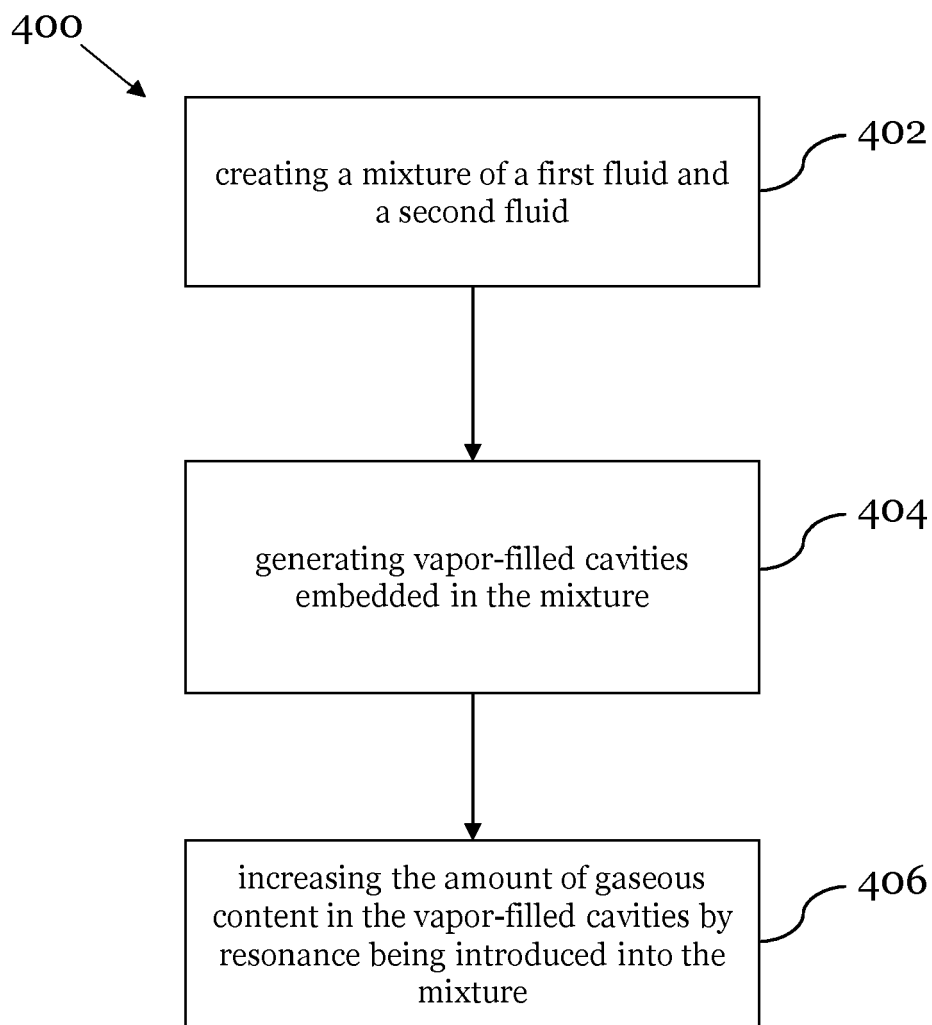 400
402
creating a mixture of a first fluid and
a second fluid
404
generating vapor-filled cavities
embedded in the mixture
406
increasing the amount of gaseous
content in the vapor-filled cavities by
resonance being introduced into the
mixture